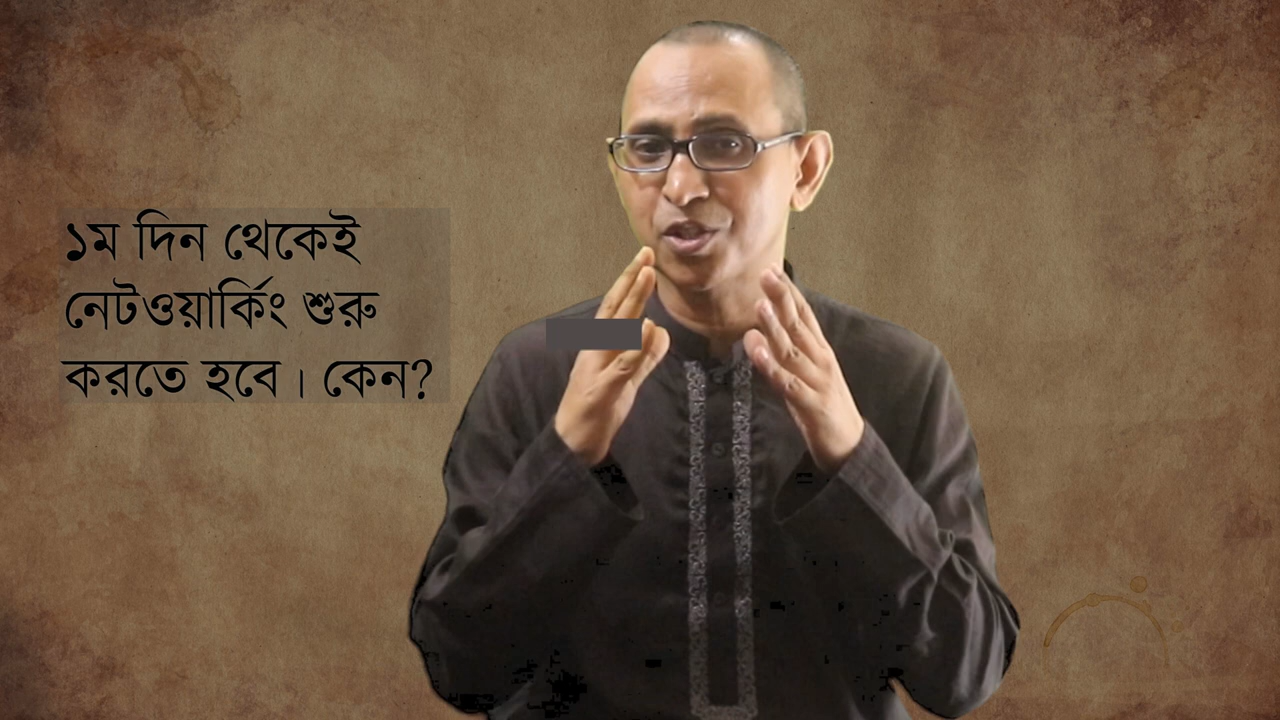 ১ম দিন থেকেই
নেটওয়ার্কিং শুরু
করতে হবে। কেন?